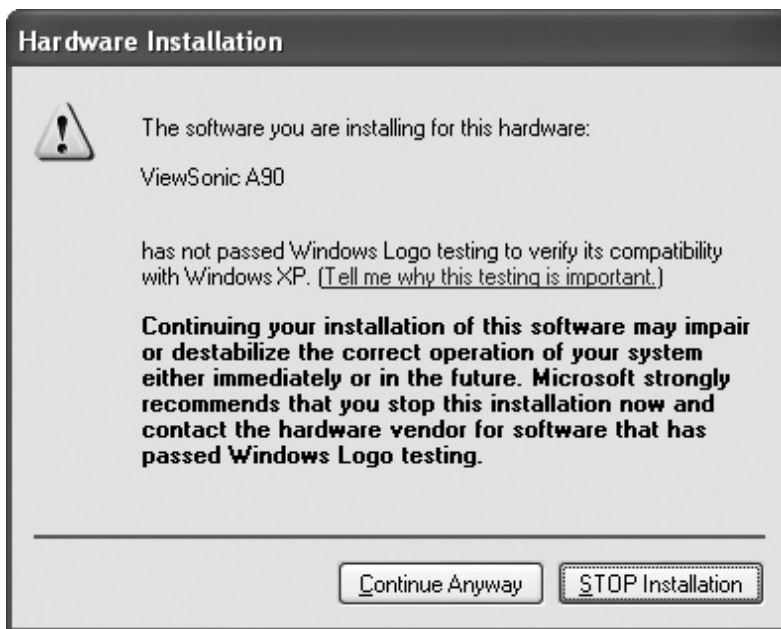 Hardware Installation
The software you are installing for this hardware:
ViewSonic A90
has not passed Windows Logo testing to verify its compatibility
with Windows XP. (Tell me why this testing is important.)
Continuing your installation of this software may impair
or destabilize the correct operation of your system
either immediately or in the future. Microsoft strongly
recommends that you stop this installation now and
contact the hardware vendor for software that has
passed Windows Logo testing.
Continue Anyway
STOP Installation